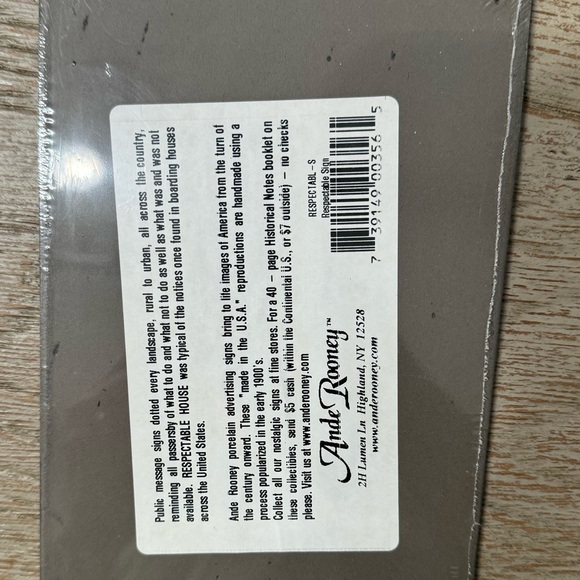 Public message signs dotted every landscape, rural to urban, all across the country,
reminding all passersby of what to do and what not to do as well as what was and was not
available. RESPECTABLE HOUSE was typical of the notices once found in boarding houses
across the United States.
Ande Rooney porcelain advertising signs bring to life images of America from the turn of
the century onward. These "made in the U.S.A." reproductions are handmade using a
process popularized in the early 1900's.
Collect all our nostalgic signs at fine stores. For a 40 - page Historical Notes booklet on
these collectibles, send $5 cash (within the Continental U.S., or $7 outside) - no checks
please. Visit us at www.anderooney.com
Ande Rooney™
2H Lumen Ln Highland, NY 12528
www.anderooney.com
RESPECTABL-S
Respectable Sign
7 39149 00356 5